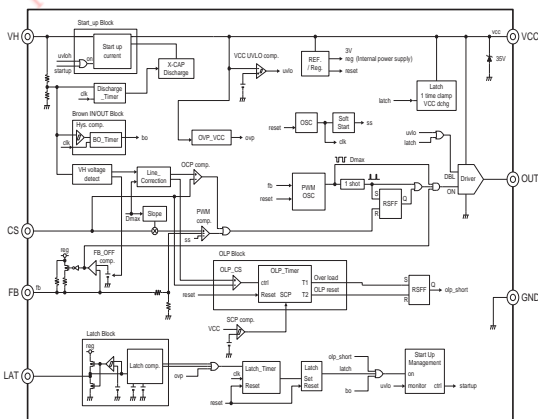 Start_up Block
VH
uvloh
startup
on
Start up
current
X-CAP
Discharge
clk
Discharge
_Timer
Brown IN/OUT Block
Hys. comp.
clk
BO_Timer
bo
VCC UVLO comp.
uvlo
OVP_VCC
ovp
REF.
/ Reg.
3V
reg (Internal power supply)
reset
vcc
VCC
35V
latch
Latch
1 time clamp
VCC dchg
reset
OSC
Soft
Start
ss
clk
uvlo
latch
VH voltage
detect
Line_
Correction
OCP comp.
Dmax
fb
reset
PWM
OSC
1 shot
S
R
RSFF
Q
DBL
ON
Driver
OUT
Dmax
Slope
PWM
comp.
ss
CS
reg
FB_OFF
comp.
FB
fb
OLP Block
OLP_CS
OLP_Timer
ctrl
T1
Reset
SCP
T2
Over load
OLP reset
reset
S
R
RSFF
Q
olp_short
GND
SCP comp.
VCC
Latch Block
reg
Latch comp.
LAT
ovp
clk
Latch_Timer
Reset
reset
Latch
Set
Reset
olp_short
latch
bo
uvlo
Start Up
Management
on
monitor
ctrl
startup